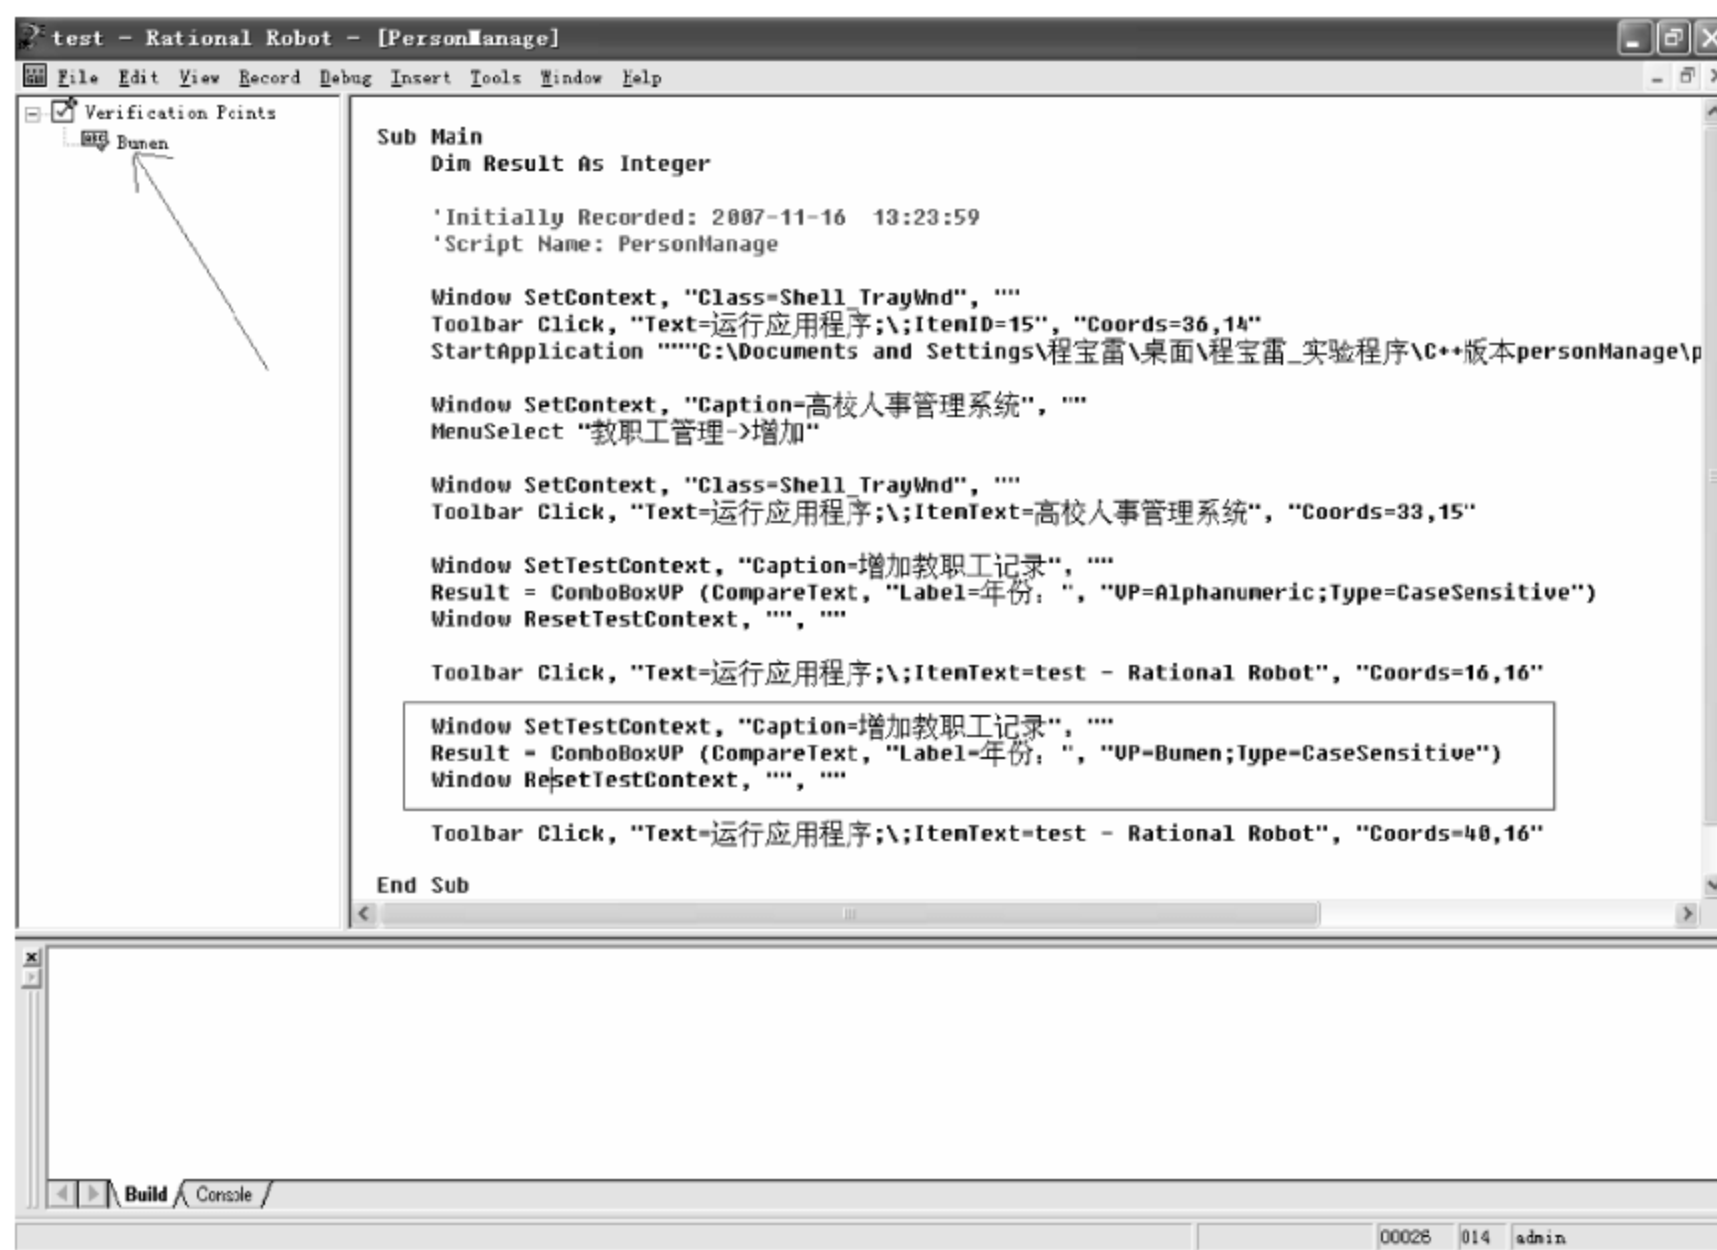 test - Rational Robot - [PersonManage]
File Edit View Record Debug Insert Tools Window Help
Verification Points
Bumen
Sub Main
Dim Result As Integer
'Initially Recorded: 2007-11-16  13:23:59
'Script Name: PersonManage
Window SetContext, "Class=Shell_TrayWnd", ""
Toolbar Click, "Text=运行应用程序;\;ItemID=15", "Coords=36,14"
StartApplication """C:\Documents and Settings\程宝雷\桌面\程宝雷_实验程序\C++版本personManage\p
Window SetContext, "Caption=高校人事管理系统", ""
MenuSelect "教职工管理->增加"
Window SetContext, "Class=Shell_TrayWnd", ""
Toolbar Click, "Text=运行应用程序;\;ItemText=高校人事管理系统", "Coords=33,15"
Window SetTestContext, "Caption=增加教职工记录", ""
Result = ComboBoxVP (CompareText, "Label=年份：", "VP=Alphanumeric;Type=CaseSensitive")
Window ResetTestContext, "", ""
Toolbar Click, "Text=运行应用程序;\;ItemText=test - Rational Robot", "Coords=16,16"
Window SetTestContext, "Caption=增加教职工记录", ""
Result = ComboBoxVP (CompareText, "Label=年份：", "VP=Bumen;Type=CaseSensitive")
Window ResetTestContext, "", ""
Toolbar Click, "Text=运行应用程序;\;ItemText=test - Rational Robot", "Coords=40,16"
End Sub
Build Console
00026 014 admin